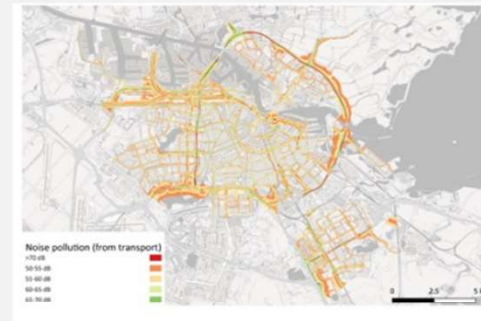 Noise pollution (from transport)
>70 dB
50-55 dB
55-60 dB
60-65 dB
65-70 dB
0 2.5 5